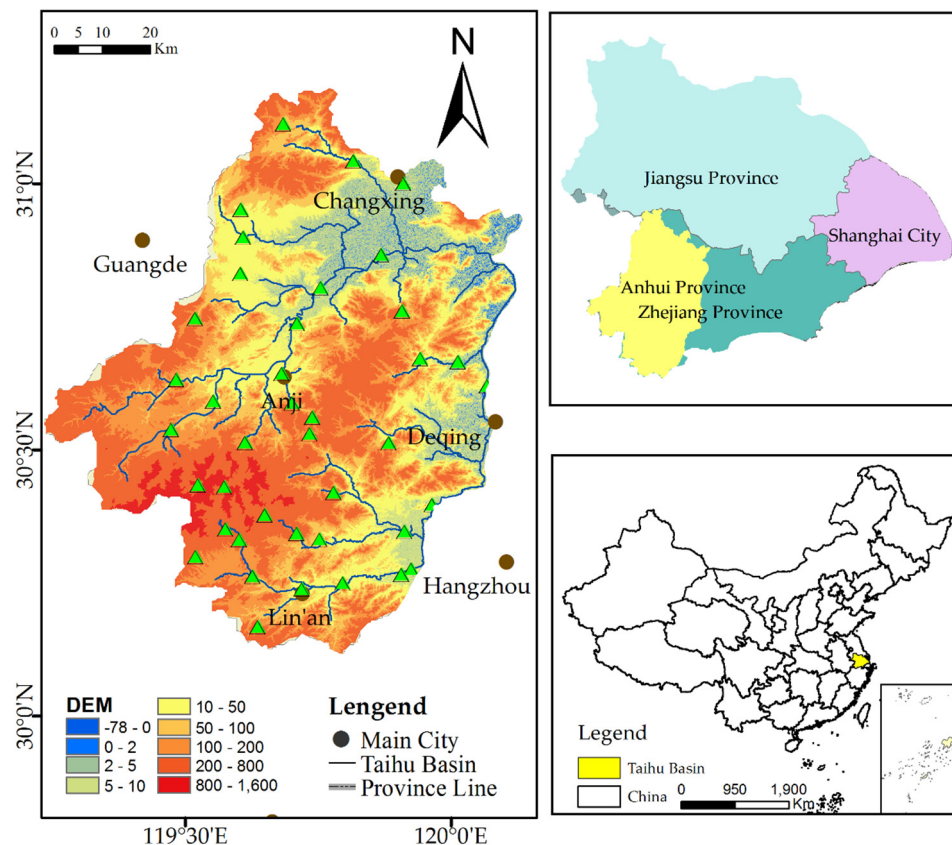 0 5 10 20
Km
N
31°0'N
30°30'N
30°0'N
Changxing
Guangde
Anji
Deqing
Hangzhou
Lin'an
DEM
-78 - 0
0 - 2
2 - 5
5 - 10
10 - 50
50 - 100
100 - 200
200 - 800
800 - 1,600
Lengend
Main City
Taihu Basin
Province Line
119°30'E
120°0'E
Jiangsu Province
Shanghai City
Anhui Province
Zhejiang Province
Legend
Taihu Basin
China
0 950 1,900
Km